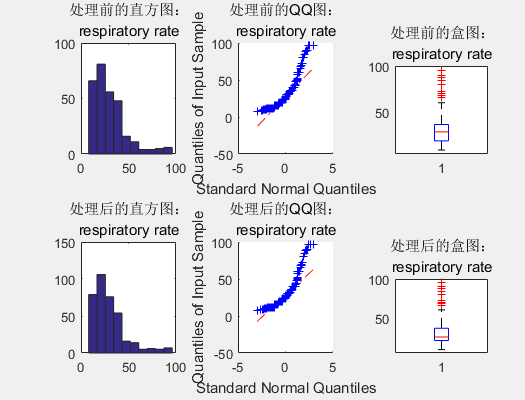 处理前的直方图：
respiratory rate
100
50
0
0
50
100
处理前的QQ图：
respiratory rate
Quantiles of Input Sample
100
50
0
-50
-5
0
5
Standard Normal Quantiles
处理前的盒图：
respiratory rate
100
50
1
处理后的直方图：
respiratory rate
150
100
50
0
0
50
100
处理后的QQ图：
respiratory rate
Quantiles of Input Sample
100
50
0
-50
-5
0
5
Standard Normal Quantiles
处理后的盒图：
respiratory rate
100
50
1